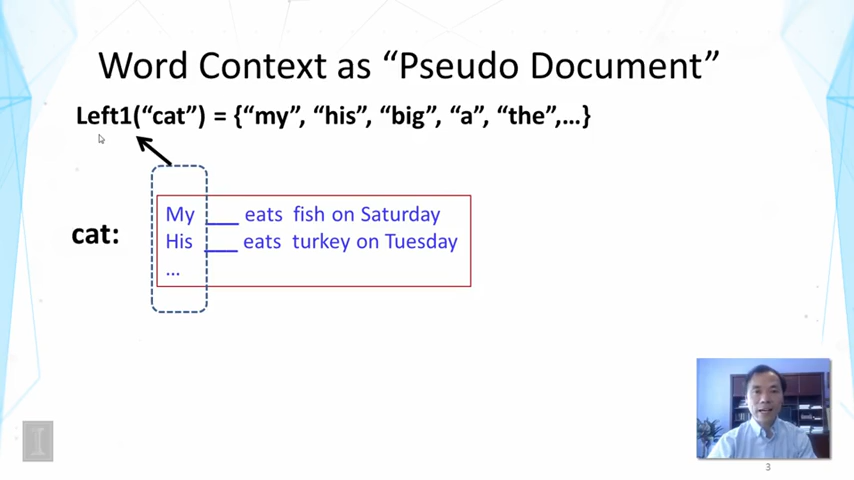 Word Context as “Pseudo Document”
Left1(“cat”) = {“my”, “his”, “big”, “a”, “the”,…}
cat:
My ___ eats fish on Saturday
His ___ eats turkey on Tuesday
…
I
3